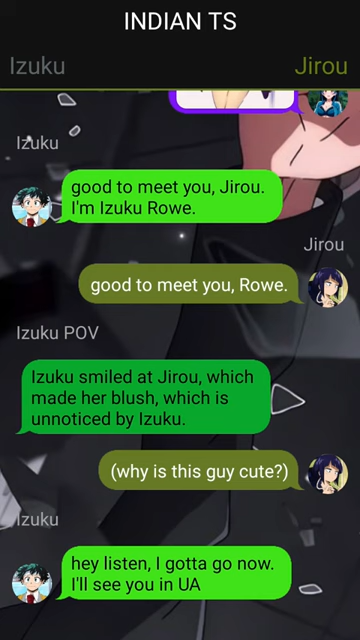 INDIAN TS
Izuku
Jirou
Izuku
good to meet you, Jirou.
I'm Izuku Rowe.
Jirou
good to meet you, Rowe.
Izuku POV
Izuku smiled at Jirou, which
made her blush, which is
unnoticed by Izuku.
(why is this guy cute?)
Izuku
hey listen, I gotta go now.
I'll see you in UA